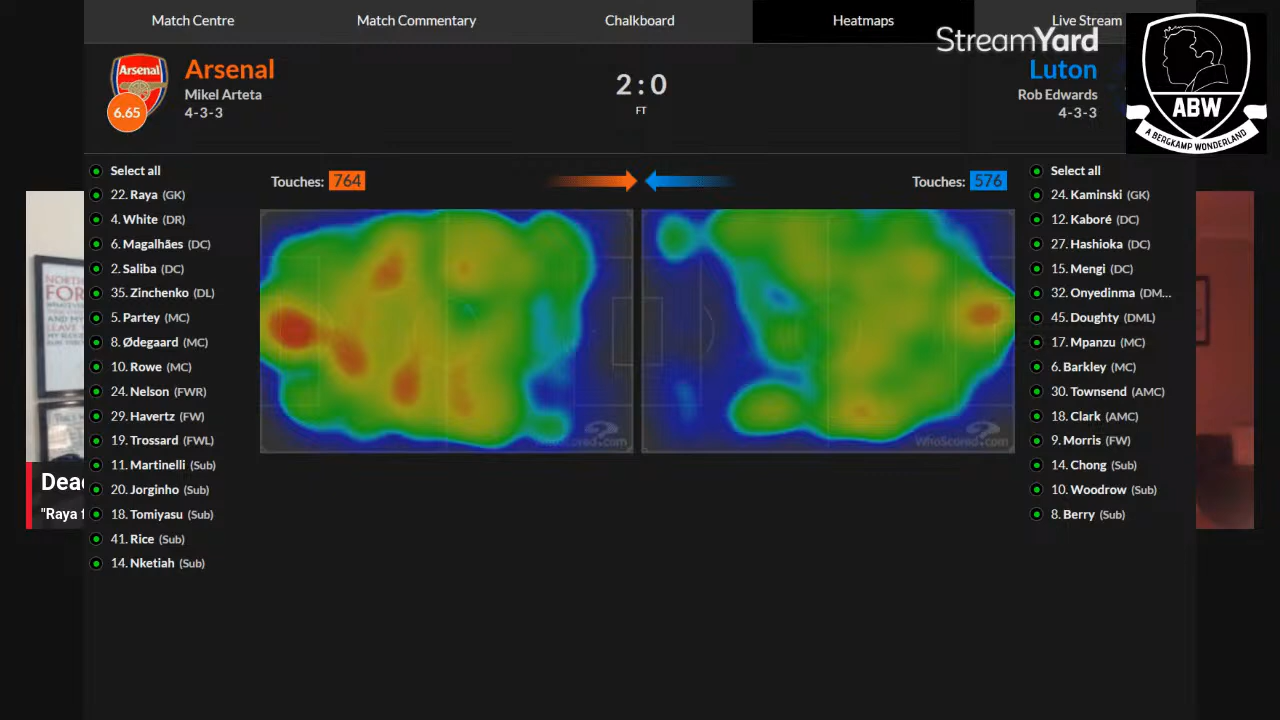 Match Centre
Match Commentary
Chalkboard
Heatmaps
Live Stream
StreamYard
Arsenal
Arsenal
Mikel Arteta
4-3-3
6.65
2 : 0
FT
Luton
Rob Edwards
4-3-3
ABW
A BERGKAMP WONDERLAND
Select all
22. Raya (GK)
4. White (DR)
6. Magalhães (DC)
2. Saliba (DC)
35. Zinchenko (DL)
5. Partey (MC)
8. Ødegaard (MC)
10. Rowe (MC)
24. Nelson (FWR)
29. Havertz (FW)
19. Trossard (FWL)
11. Martinelli (Sub)
20. Jorginho (Sub)
18. Tomiyasu (Sub)
41. Rice (Sub)
14. Nketiah (Sub)
Touches: 764
Touches: 576
WhoScored.com
Select all
24. Kaminski (GK)
12. Kaboré (DC)
27. Hashioka (DC)
15. Mengi (DC)
32. Onyedinma (DM...
45. Doughty (DML)
17. Mpanzu (MC)
6. Barkley (MC)
30. Townsend (AMC)
18. Clark (AMC)
9. Morris (FW)
14. Chong (Sub)
10. Woodrow (Sub)
8. Berry (Sub)
"Raya f